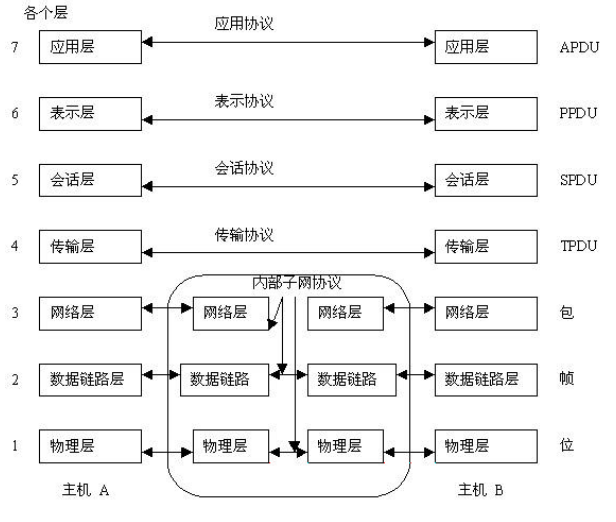 各个层
应用协议
7 应用层 应用层 APDU
表示协议
6 表示层 表示层 PPDU
会话协议
5 会话层 会话层 SPDU
传输协议
4 传输层 传输层 TPDU
内部子网协议
3 网络层 网络层 网络层 网络层 包
2 数据链路层 数据链路 数据链路 数据链路层 帧
1 物理层 物理层 物理层 物理层 位
主机 A 主机 B